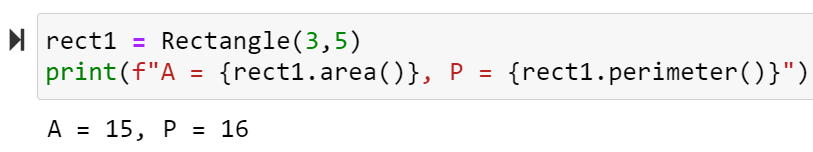 rect1 = Rectangle(3,5)
print(f"A = {rect1.area()}, P = {rect1.perimeter()}")
A = 15, P = 16